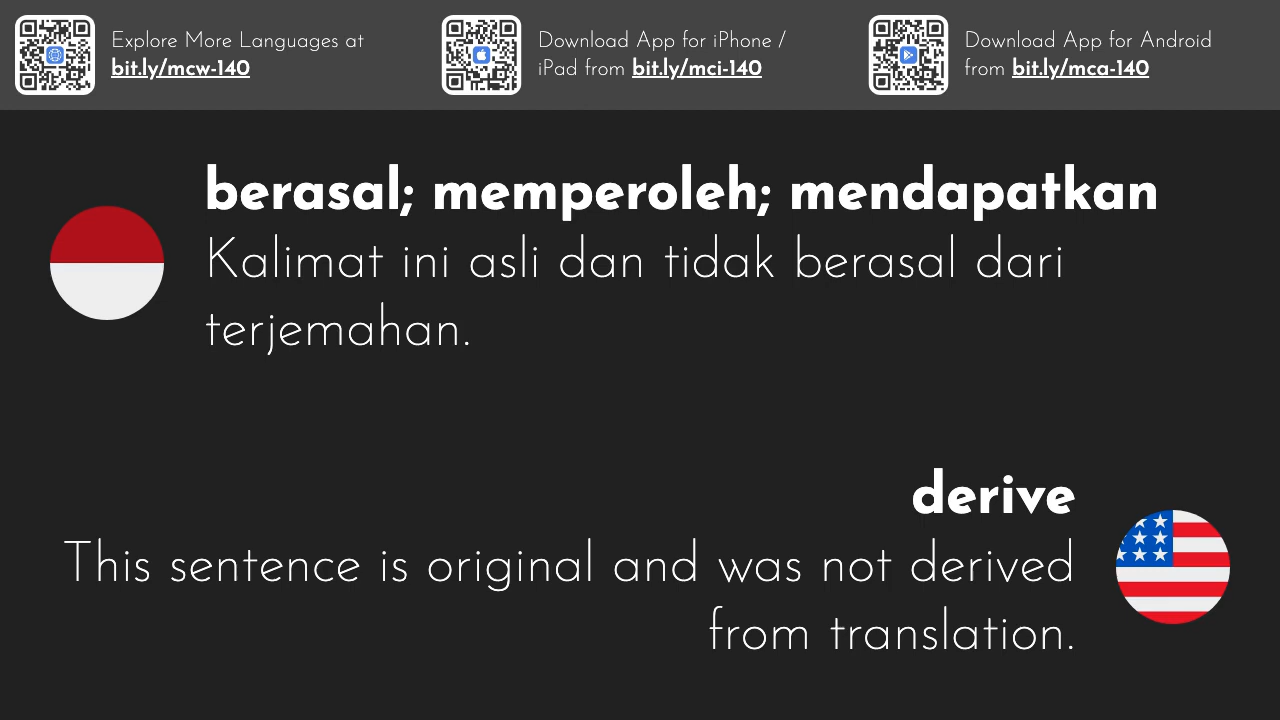 Explore More Languages at
bit.ly/mcw-140
Download App for iPhone /
iPad from bit.ly/mci-140
Download App for Android
from bit.ly/mca-140
berasal; memperoleh; mendapatkan
Kalimat ini asli dan tidak berasal dari
terjemahan.
derive
This sentence is original and was not derived
from translation.